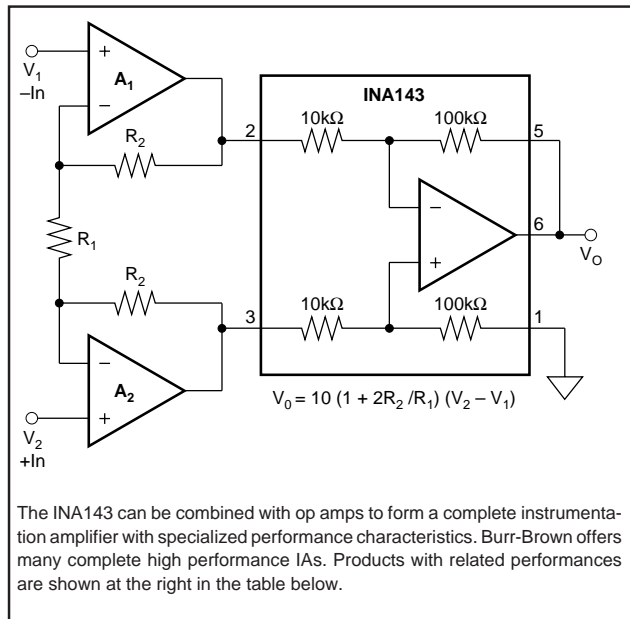 V1
–In
A1
+
–
R2
R1
R2
–
A2
+
V2
+In
INA143
2
10kΩ
100kΩ
5
–
+
6
VO
3
10kΩ
100kΩ
1
V0 = 10 (1 + 2R2 /R1) (V2 – V1)
The INA143 can be combined with op amps to form a complete instrumenta-
tion amplifier with specialized performance characteristics. Burr-Brown offers
many complete high performance IAs. Products with related performances
are shown at the right in the table below.